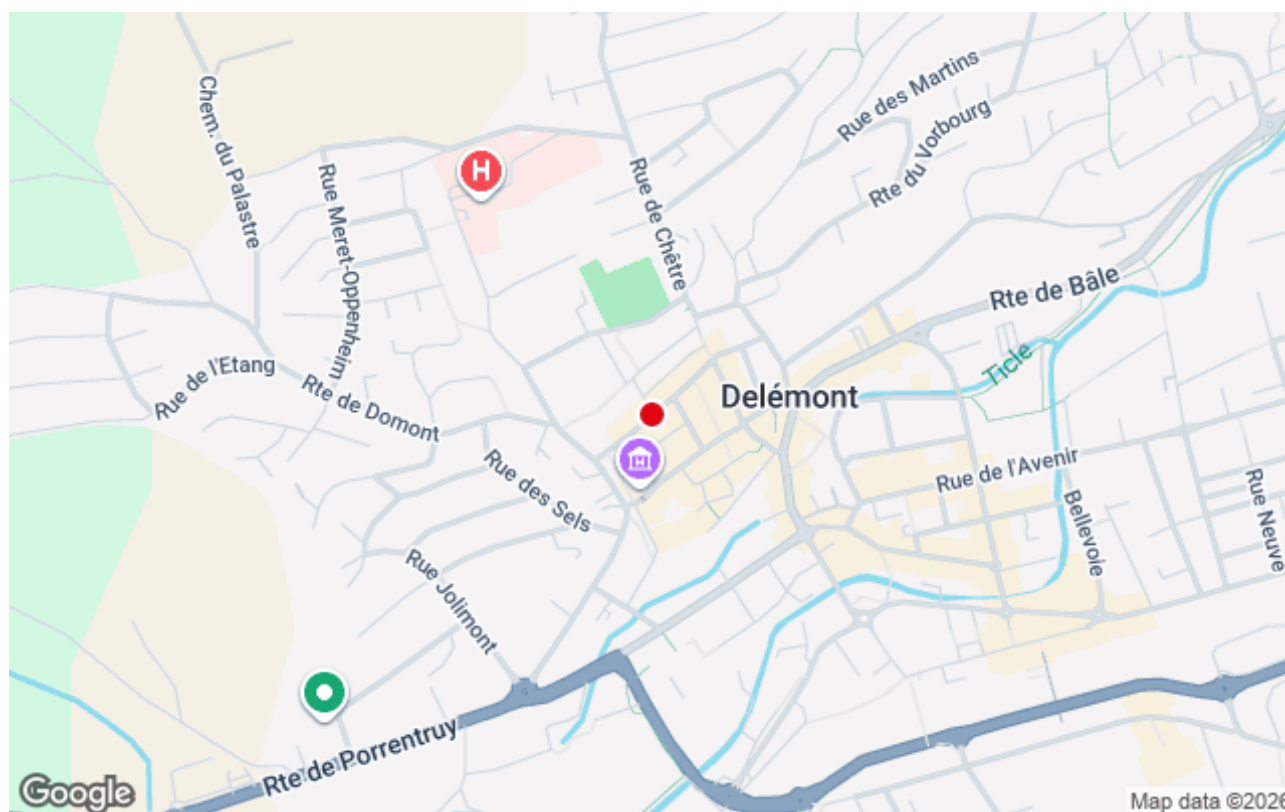 Rue des Martins
Chem. du Palastre
Rte du Vorbourg
Rue Meret-Oppenheim
H
Rue de Chêtre
Rte de Bâle
Ticle
Rue de l'Etang
Rte de Domont
Delémont
Rue des Sels
Rue de l'Avenir
Bellevoie
Rue Neuve
Rue Jolimont
Rte de Porrentruy
Google
Map data ©2026